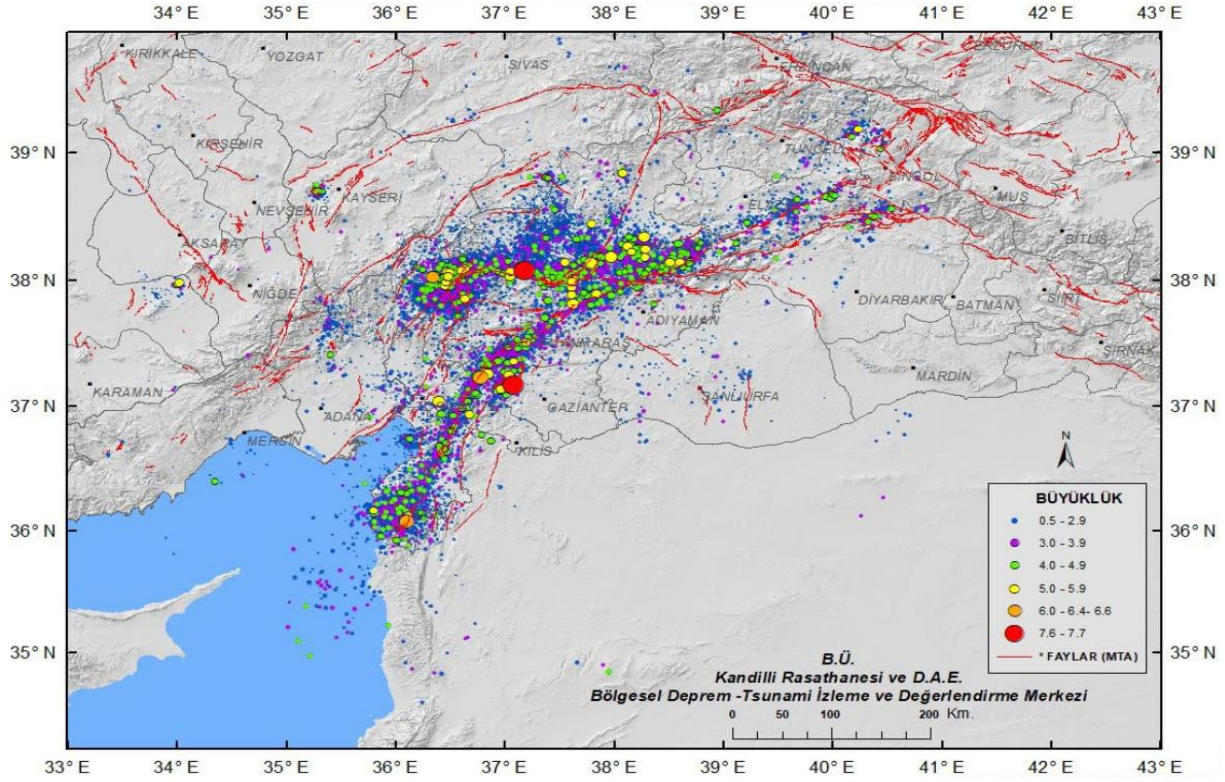 33° E 34° E 35° E 36° E 37° E 38° E 39° E 40° E 41° E 42° E 43° E
KIRIKKALE
YOZGAT
SİVAS
ERZİNCAN
ERZURUM
39° N
39° N
KIRŞEHİR
TUNCELİ
BİNGÖL
KAYSERİ
NEVŞEHİR
MUŞ
AKSARAY
BİTLİS
38° N
38° N
NİĞDE
DİYARBAKIR
BATMAN
SİİRT
ADIYAMAN
ŞIRNAK
KARAMAN
MARDİN
ŞANLIURFA
37° N
37° N
ADANA
GAZİANTEP
MERSİN
KİLİS
N
36° N
36° N
BÜYÜKLÜK
0.5 - 2.9
3.0 - 3.9
4.0 - 4.9
5.0 - 5.9
6.0 - 6.4- 6.6
7.6 - 7.7
* FAYLAR (MTA)
35° N
35° N
B.Ü.
Kandilli Rasathanesi ve D.A.E.
Bölgesel Deprem -Tsunami İzleme ve Değerlendirme Merkezi
0 50 100 200 Km.
33° E 34° E 35° E 36° E 37° E 38° E 39° E 40° E 41° E 42° E 43° E